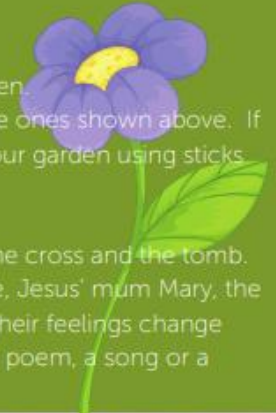 en.
e ones shown above. If
our garden using sticks
he cross and the tomb.
e, Jesus' mum Mary, the
heir feelings change
poem, a song or a